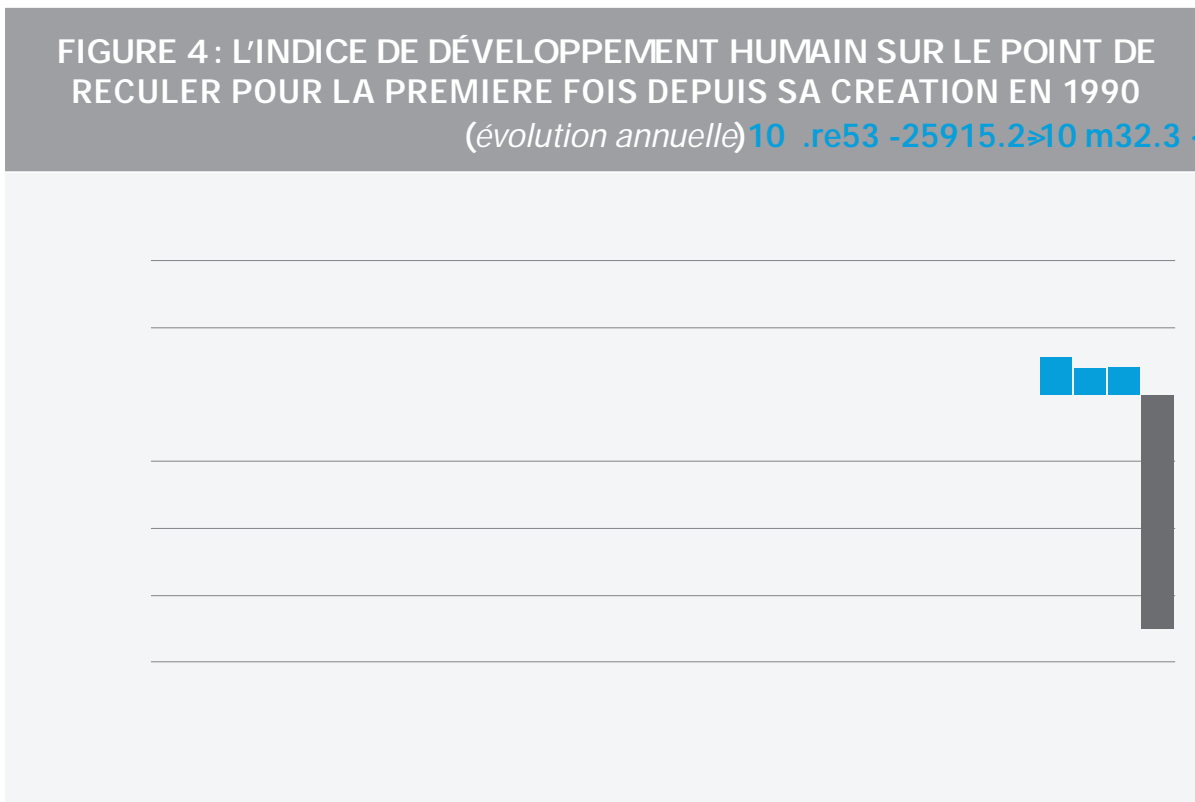 FIGURE 4 : L'INDICE DE DÉVELOPPEMENT HUMAIN SUR LE POINT DE
RECULER POUR LA PREMIERE FOIS DEPUIS SA CREATION EN 1990
(évolution annuelle)10 .re53 -25915.2>10 m32.3 -